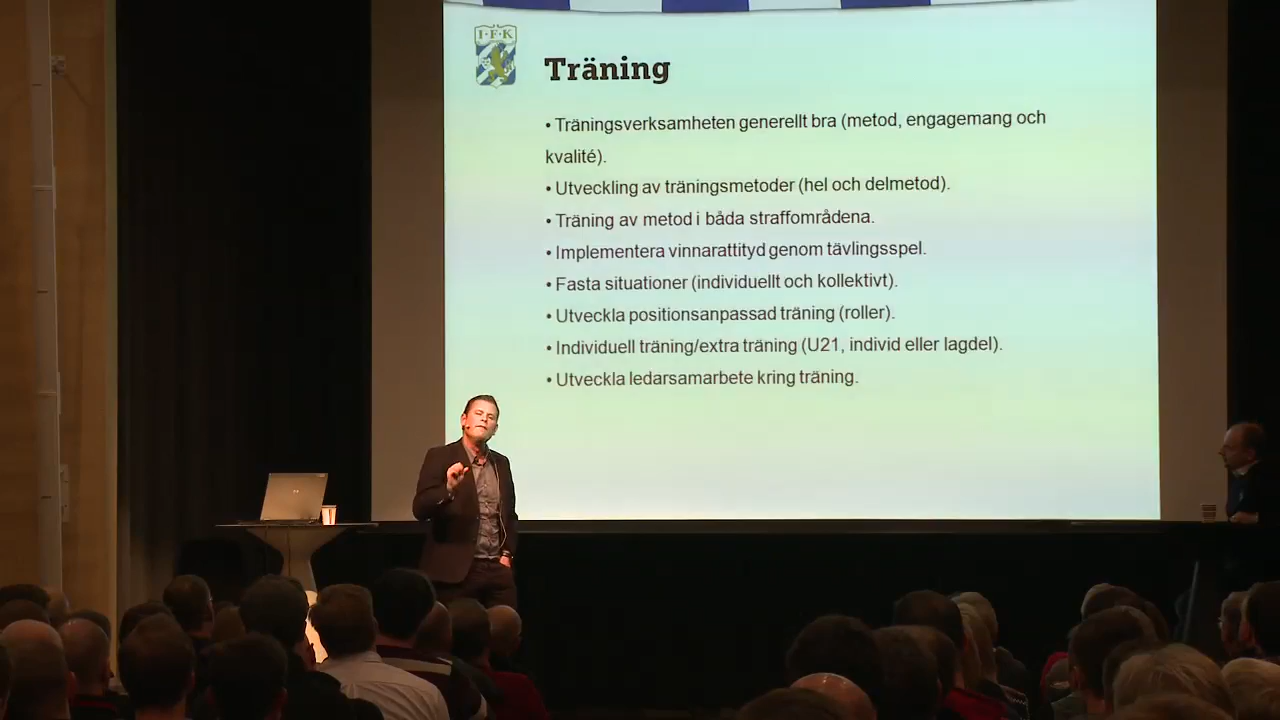 I·F·K
Träning
• Träningsverksamheten generellt bra (metod, engagemang och
kvalité).
• Utveckling av träningsmetoder (hel och delmetod).
• Träning av metod i båda straffområdena.
• Implementera vinnarattityd genom tävlingsspel.
• Fasta situationer (individuellt och kollektivt).
• Utveckla positionsanpassad träning (roller).
• Individuell träning/extra träning (U21, individ eller lagdel).
• Utveckla ledarsamarbete kring träning.